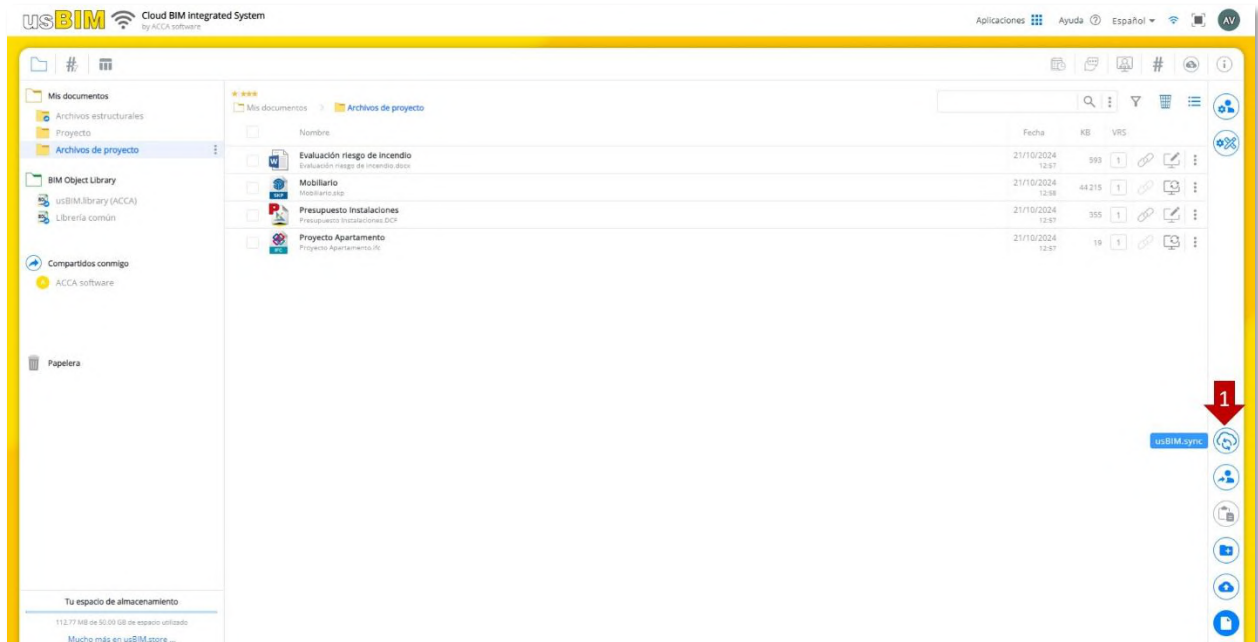 usBIM Cloud BIM integrated System
by ACCA software
Aplicaciones Ayuda Español AV
Mis documentos
Archivos estructurales
Proyecto
Archivos de proyecto
BIM Object Library
usBIM.library (ACCA)
Librería común
Compartidos conmigo
ACCA software
Papelera
Tu espacio de almacenamiento
112.77 MB de 50.00 GB de espacio utilizado
Mucho más en usBIM.store ...
Mis documentos Archivos de proyecto
Nombre Fecha KB VRS
Evaluación riesgo de incendio 21/10/2024 593 1
Evaluación riesgo de incendio.docx 12:57
Mobiliario 21/10/2024 44215 1
Mobiliario.skp 12:58
SKP
Presupuesto Instalaciones 21/10/2024 355 1
Presupuesto Instalaciones.DCF 12:57
Proyecto Apartamento 21/10/2024 19 1
Proyecto Apartamento.ifc 12:57
IFC
1
usBIM.sync